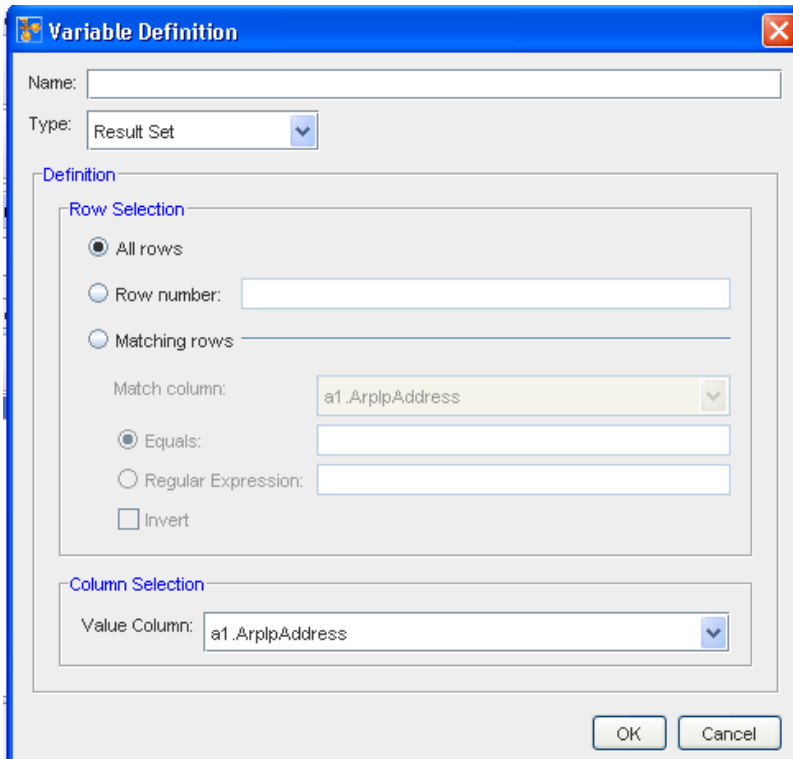 Variable Definition
Name:
Type: Result Set
Definition
Row Selection
All rows
Row number:
Matching rows
Match column: a1.ArpIpAddress
Equals:
Regular Expression:
Invert
Column Selection
Value Column: a1.ArpIpAddress
OK Cancel